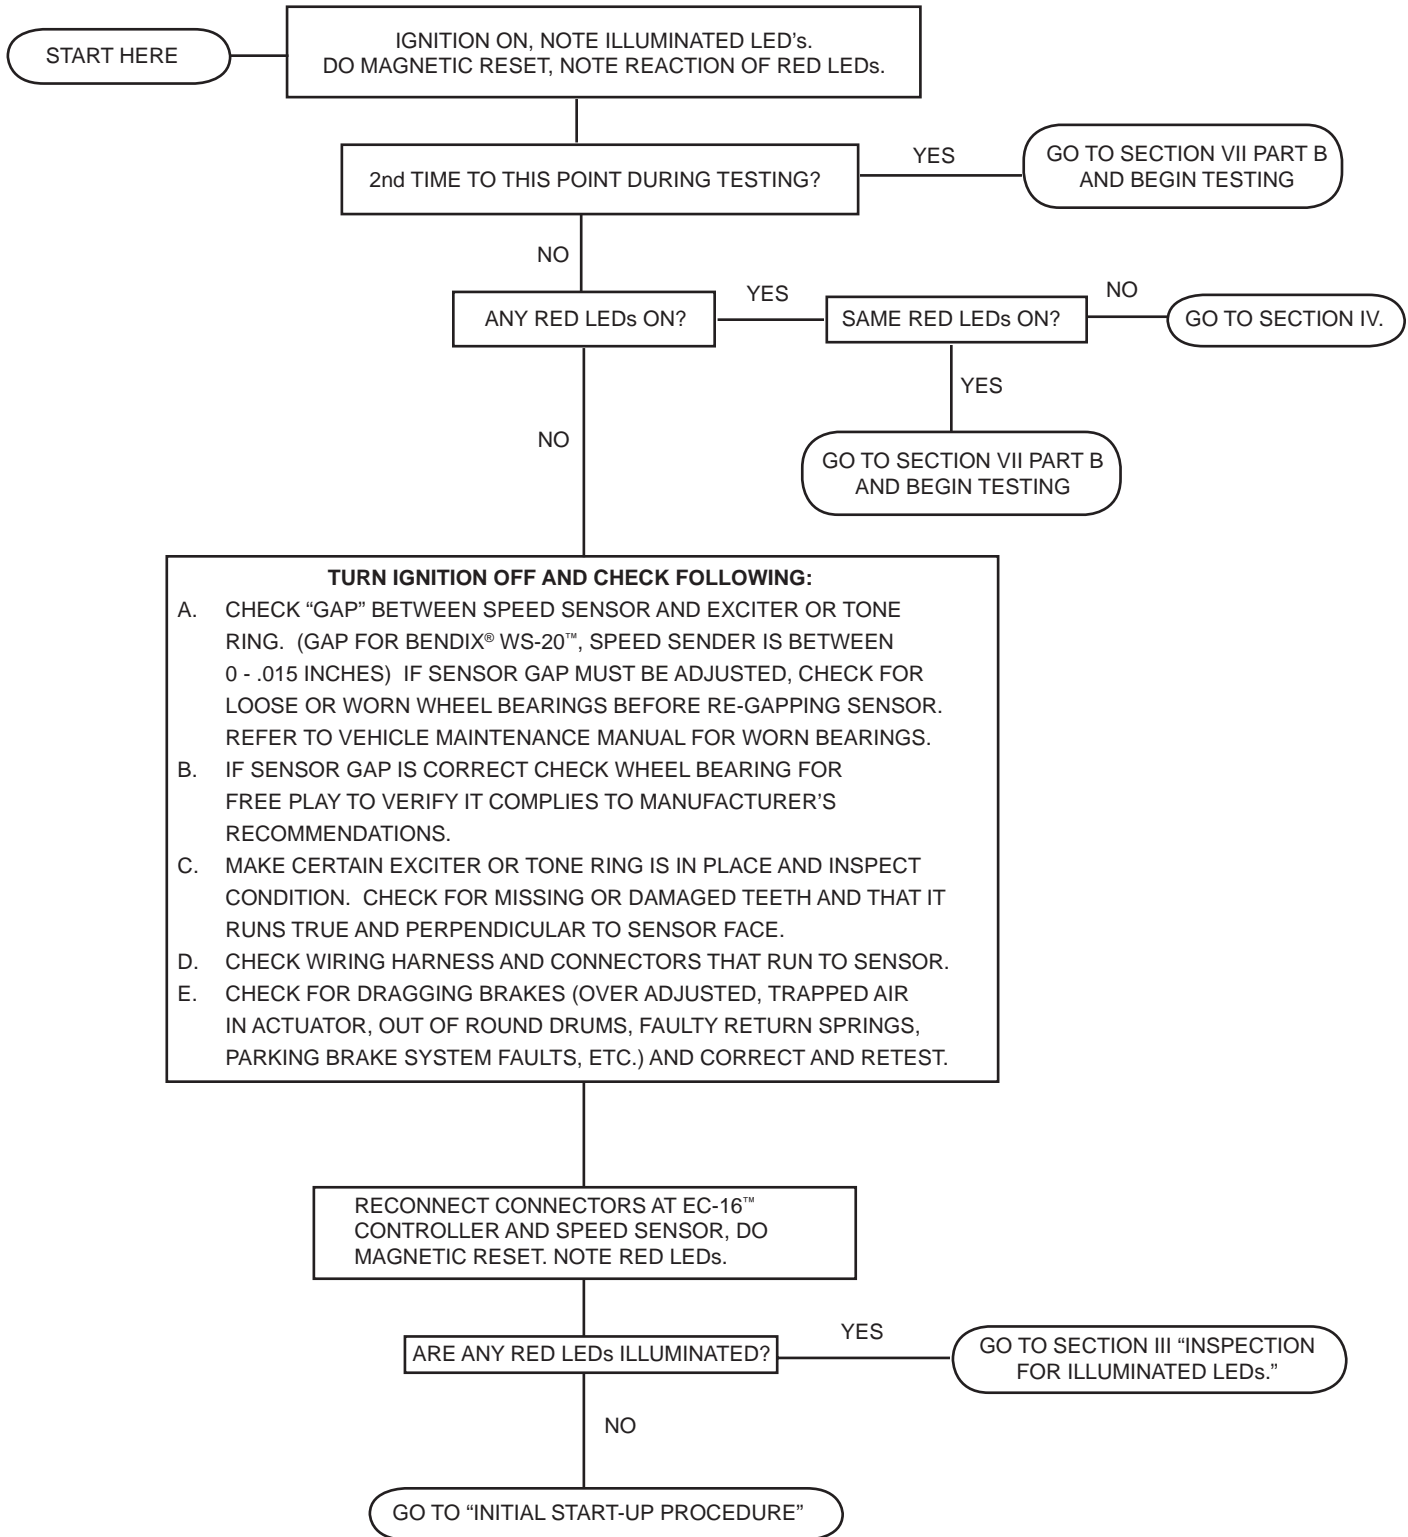 START HERE
IGNITION ON, NOTE ILLUMINATED LED's.
DO MAGNETIC RESET, NOTE REACTION OF RED LEDs.
2nd TIME TO THIS POINT DURING TESTING?
YES
GO TO SECTION VII PART B
AND BEGIN TESTING
NO
ANY RED LEDs ON?
YES
SAME RED LEDs ON?
NO
GO TO SECTION IV.
YES
GO TO SECTION VII PART B
AND BEGIN TESTING
NO
TURN IGNITION OFF AND CHECK FOLLOWING:
A. CHECK “GAP” BETWEEN SPEED SENSOR AND EXCITER OR TONE
RING. (GAP FOR BENDIX® WS-20™, SPEED SENDER IS BETWEEN
0 - .015 INCHES) IF SENSOR GAP MUST BE ADJUSTED, CHECK FOR
LOOSE OR WORN WHEEL BEARINGS BEFORE RE-GAPPING SENSOR.
REFER TO VEHICLE MAINTENANCE MANUAL FOR WORN BEARINGS.
B. IF SENSOR GAP IS CORRECT CHECK WHEEL BEARING FOR
FREE PLAY TO VERIFY IT COMPLIES TO MANUFACTURER’S
RECOMMENDATIONS.
C. MAKE CERTAIN EXCITER OR TONE RING IS IN PLACE AND INSPECT
CONDITION. CHECK FOR MISSING OR DAMAGED TEETH AND THAT IT
RUNS TRUE AND PERPENDICULAR TO SENSOR FACE.
D. CHECK WIRING HARNESS AND CONNECTORS THAT RUN TO SENSOR.
E. CHECK FOR DRAGGING BRAKES (OVER ADJUSTED, TRAPPED AIR
IN ACTUATOR, OUT OF ROUND DRUMS, FAULTY RETURN SPRINGS,
PARKING BRAKE SYSTEM FAULTS, ETC.) AND CORRECT AND RETEST.
RECONNECT CONNECTORS AT EC-16™
CONTROLLER AND SPEED SENSOR, DO
MAGNETIC RESET. NOTE RED LEDs.
ARE ANY RED LEDs ILLUMINATED?
YES
GO TO SECTION III “INSPECTION
FOR ILLUMINATED LEDs.”
NO
GO TO “INITIAL START-UP PROCEDURE”